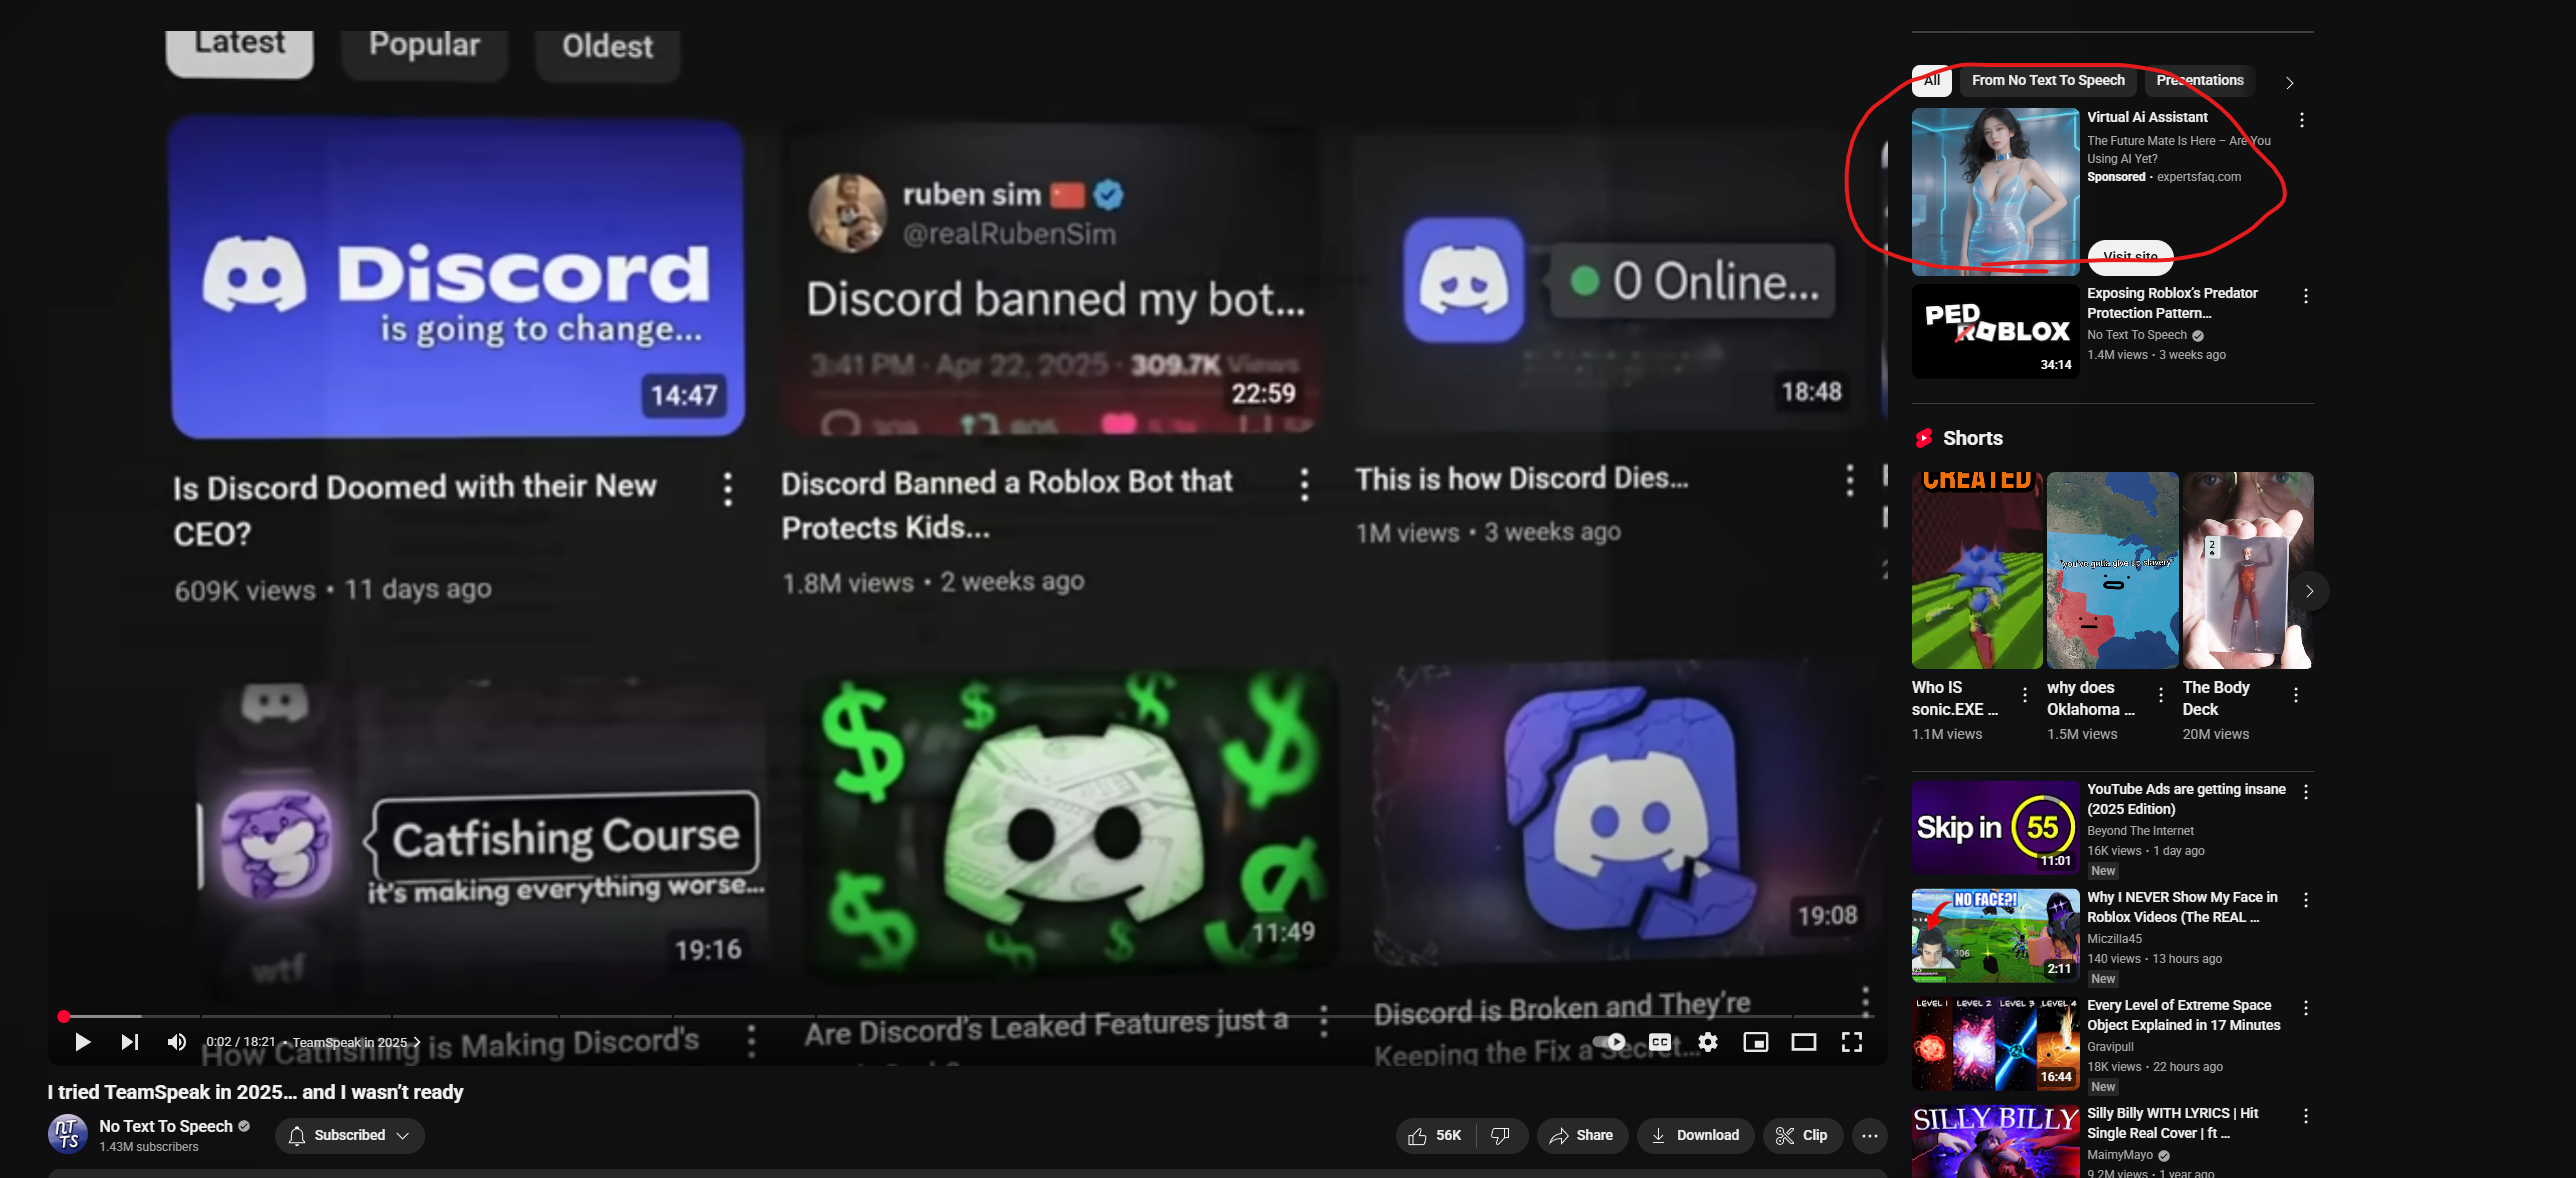 Latest
Popular
Oldest
Discord
is going to change...
14:47
Is Discord Doomed with their New
CEO?
609K views • 11 days ago
ruben sim
@realRubenSim
Discord banned my bot...
3:41 PM · Apr 22, 2025 · 309.7K Views
22:59
Discord Banned a Roblox Bot that
Protects Kids...
1.8M views • 2 weeks ago
0 Online...
18:48
This is how Discord Dies...
1M views • 3 weeks ago
Catfishing Course
it's making everything worse...
wtf
19:16
How Catfishing is Making Discord's
11:49
Are Discord's Leaked Features just a
19:08
Discord is Broken and They're
Keeping the Fix a Secret...
0:02 / 18:21 • TeamSpeak in 2025
CC
I tried TeamSpeak in 2025... and I wasn't ready
nT
TS
No Text To Speech
1.43M subscribers
Subscribed
56K
Share
Download
Clip
All
From No Text To Speech
Presentations
Virtual Ai Assistant
The Future Mate Is Here – Are You
Using AI Yet?
Sponsored • expertsfaq.com
Visit site
PED
ROBLOX
34:14
Exposing Roblox's Predator
Protection Pattern...
No Text To Speech
1.4M views • 3 weeks ago
Shorts
CREATED
Who IS
sonic.EXE ...
1.1M views
"you've gotta give up slavery"
why does
Oklahoma ...
1.5M views
2
The Body
Deck
20M views
Skip in 55
11:01
YouTube Ads are getting insane
(2025 Edition)
Beyond The Internet
16K views • 1 day ago
New
NO FACE?!
306
2:11
Why I NEVER Show My Face in
Roblox Videos (The REAL ...
Miczilla45
140 views • 13 hours ago
New
LEVEL 1 LEVEL 2 LEVEL 3 LEVEL 4
16:44
Every Level of Extreme Space
Object Explained in 17 Minutes
Gravipull
18K views • 22 hours ago
New
SILLY BILLY
Silly Billy WITH LYRICS | Hit
Single Real Cover | ft ...
MaimyMayo
9.2M views • 1 year ago